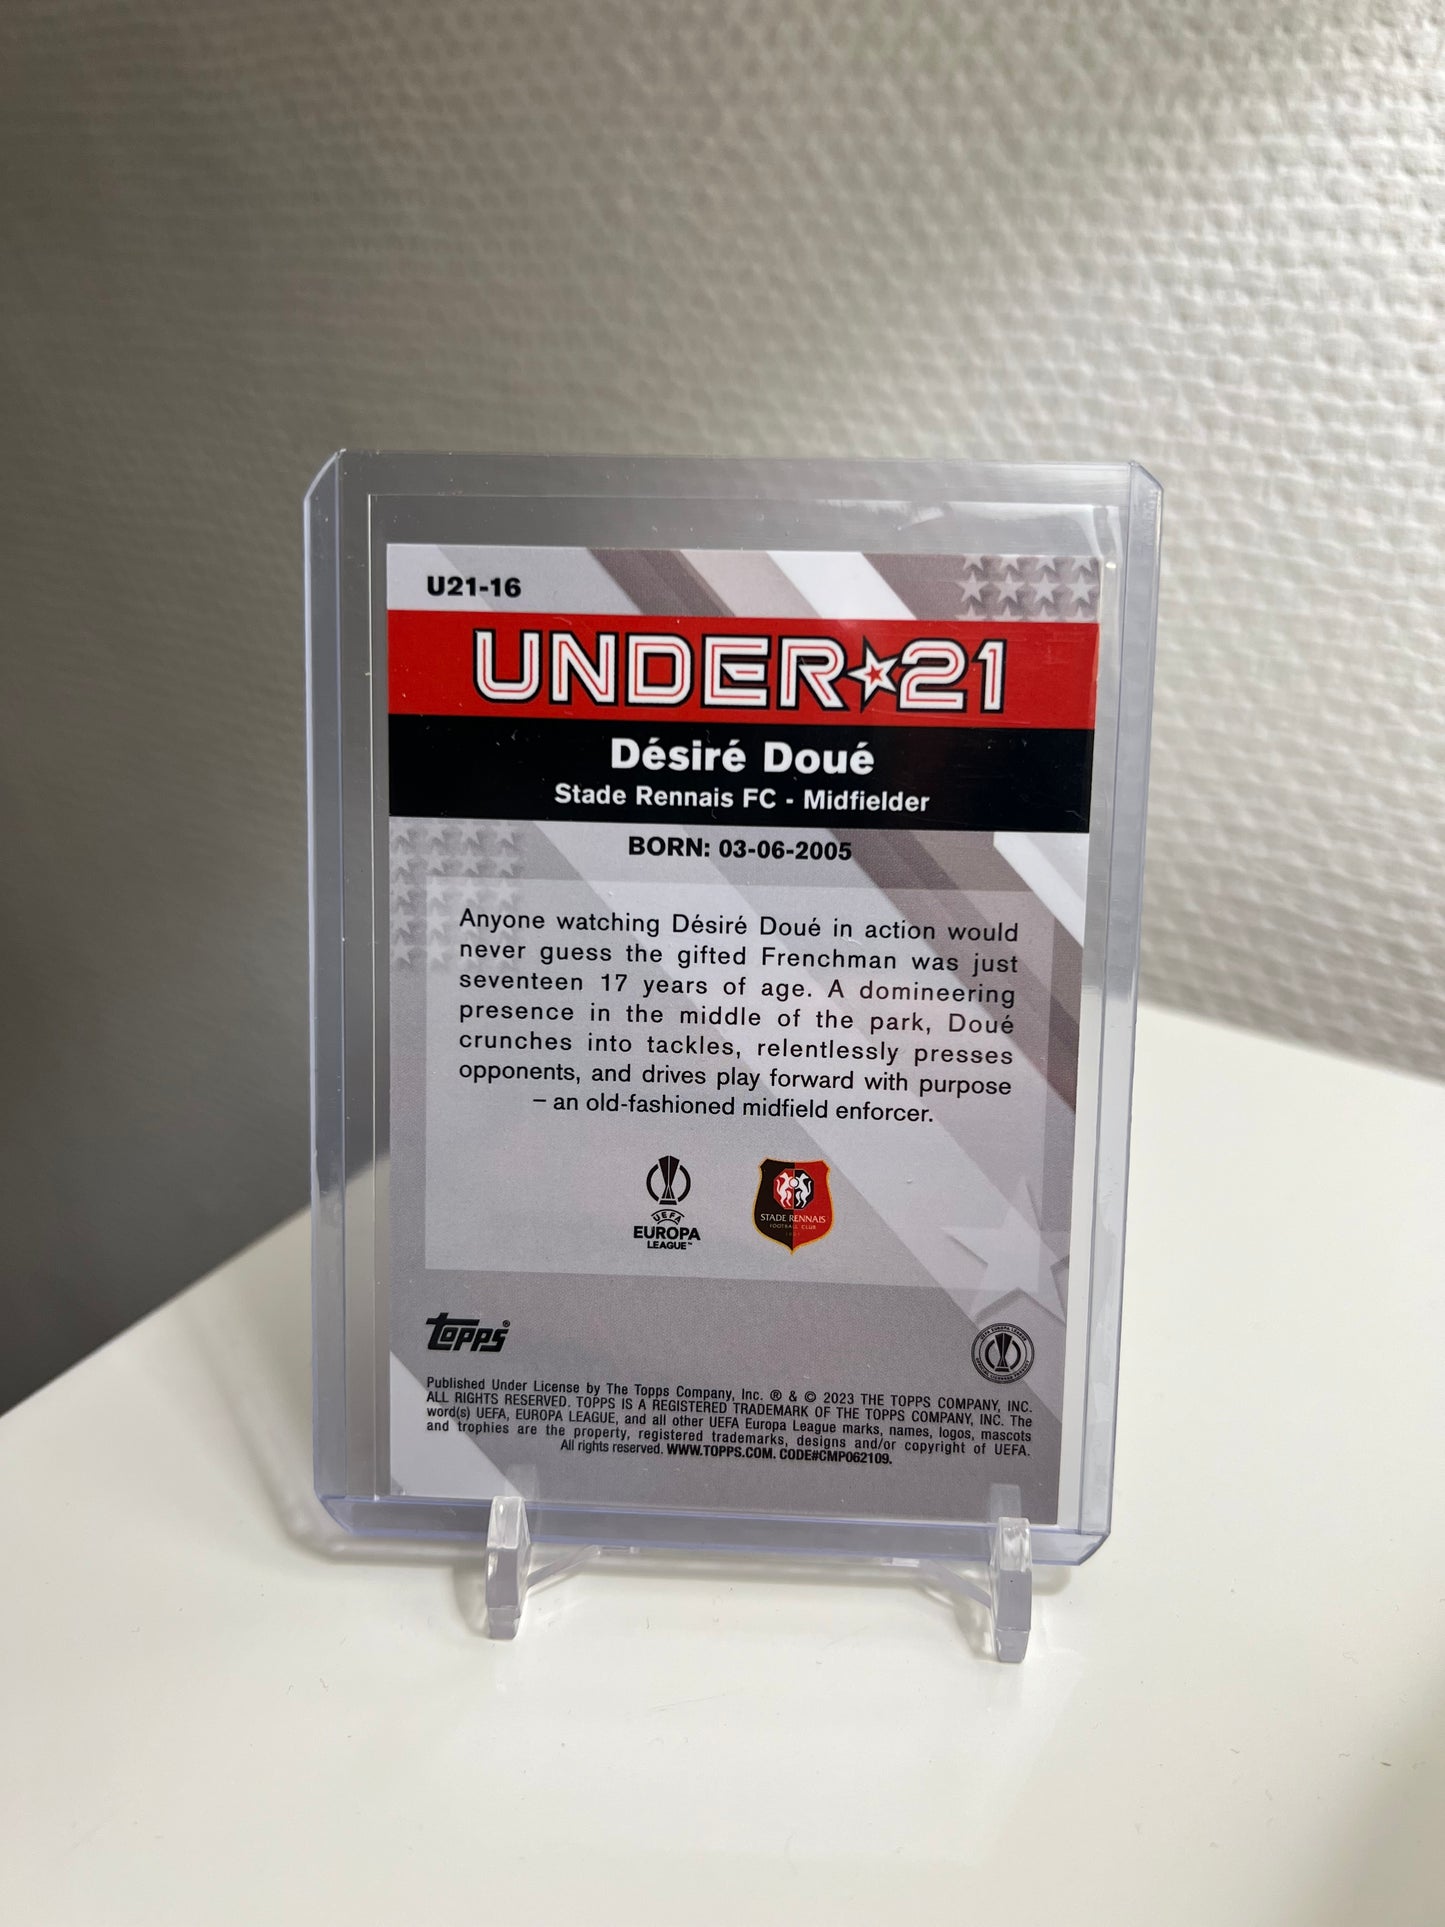 U21-16
UNDER★21
Désiré Doué
Stade Rennais FC - Midfielder
BORN: 03-06-2005
Anyone watching Désiré Doué in action would
never guess the gifted Frenchman was just
seventeen 17 years of age. A domineering
presence in the middle of the park, Doué
crunches into tackles, relentlessly presses
opponents, and drives play forward with purpose
– an old-fashioned midfield enforcer.
UEFA
EUROPA
LEAGUE™
STADE RENNAIS
FOOTBALL CLUB
topps®
Published Under License by The Topps Company, Inc. ® & © 2023 THE TOPPS COMPANY, INC.
ALL RIGHTS RESERVED. TOPPS IS A REGISTERED TRADEMARK OF THE TOPPS COMPANY, INC. The
word(s) UEFA, EUROPA LEAGUE, and all other UEFA Europa League marks, names, logos, mascots
and trophies are the property, registered trademarks, designs and/or copyright of UEFA.
All rights reserved. WWW.TOPPS.COM. CODE#CMP062109.